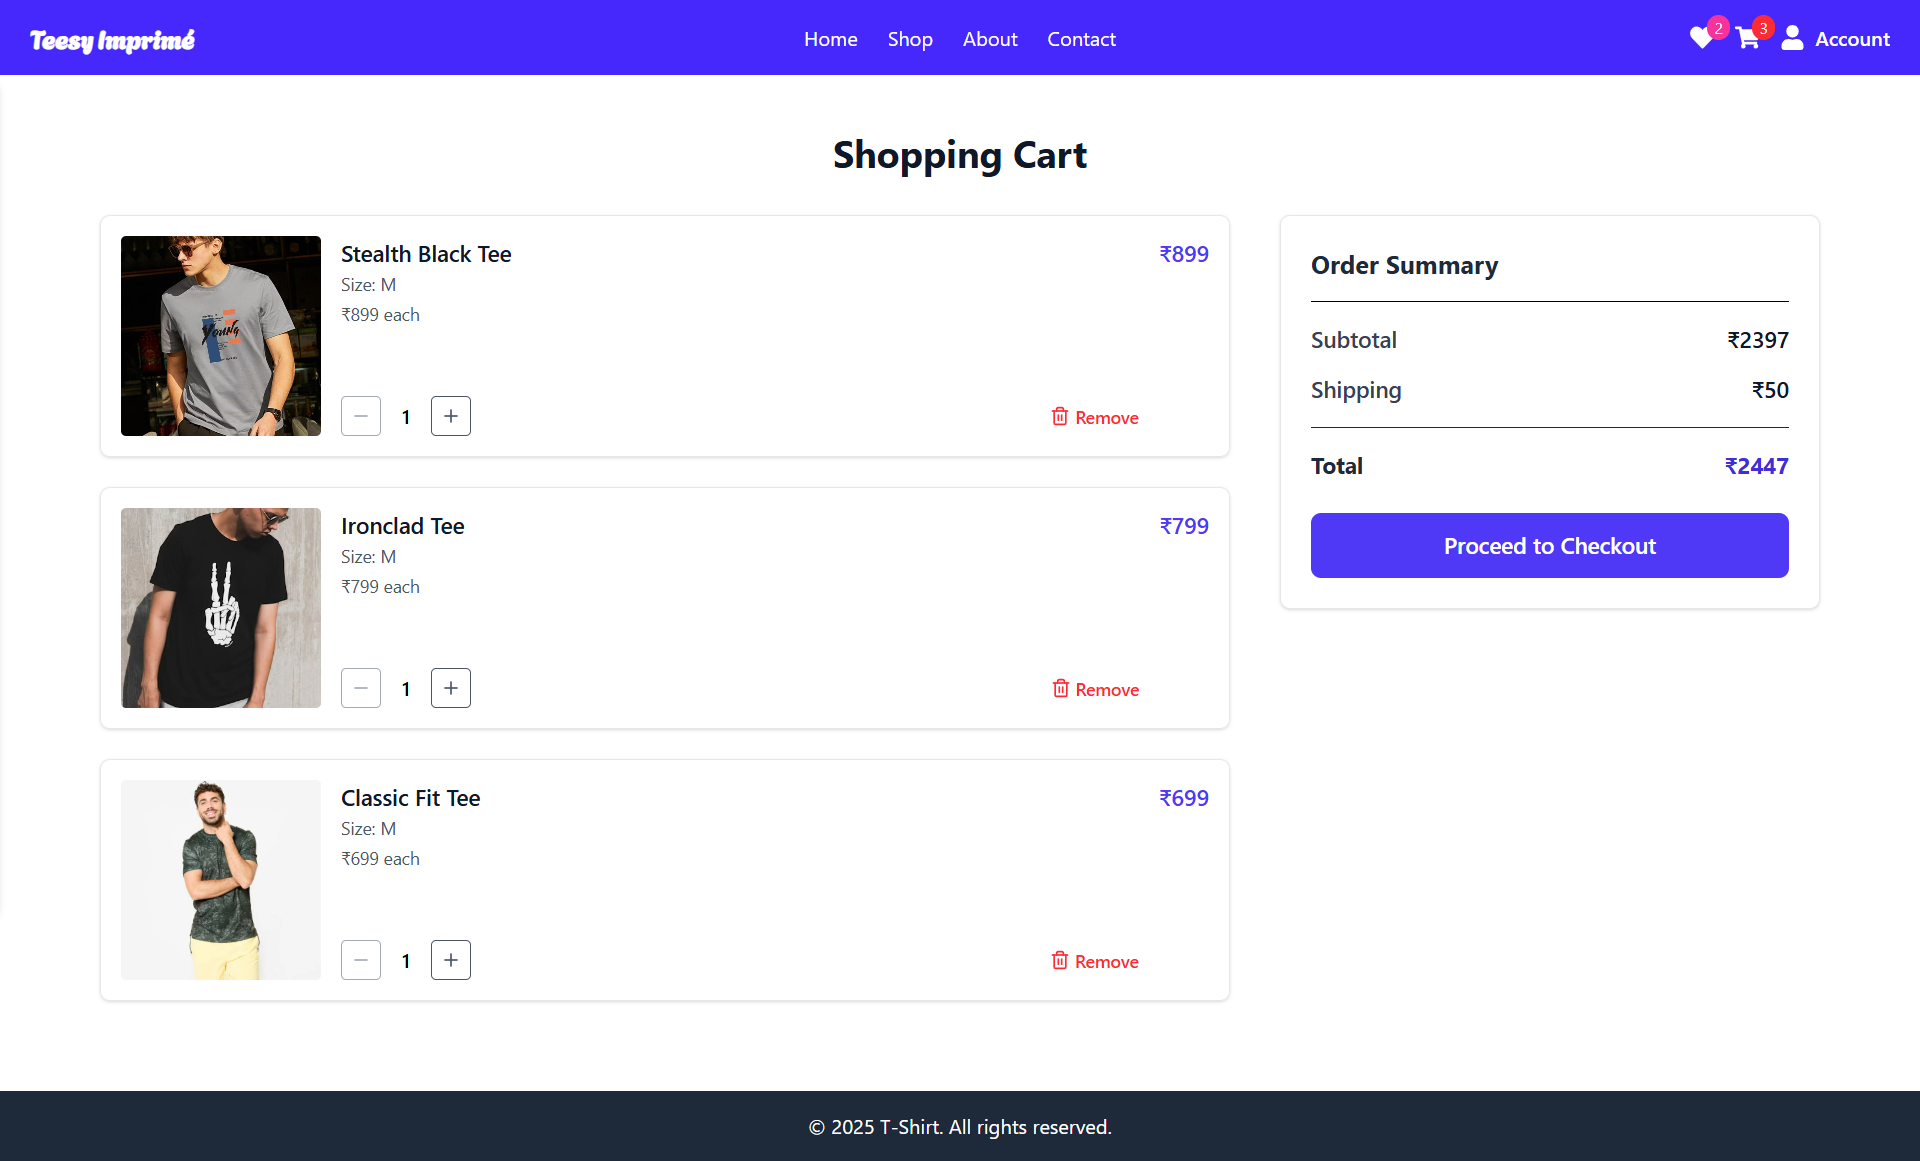 Teesy Imprimé
Home Shop About Contact
2 3 Account
Shopping Cart
Stealth Black Tee ₹899
Size: M
₹899 each
Young
1 Remove
Ironclad Tee ₹799
Size: M
₹799 each
1 Remove
Classic Fit Tee ₹699
Size: M
₹699 each
1 Remove
Order Summary
Subtotal ₹2397
Shipping ₹50
Total ₹2447
Proceed to Checkout
© 2025 T-Shirt. All rights reserved.